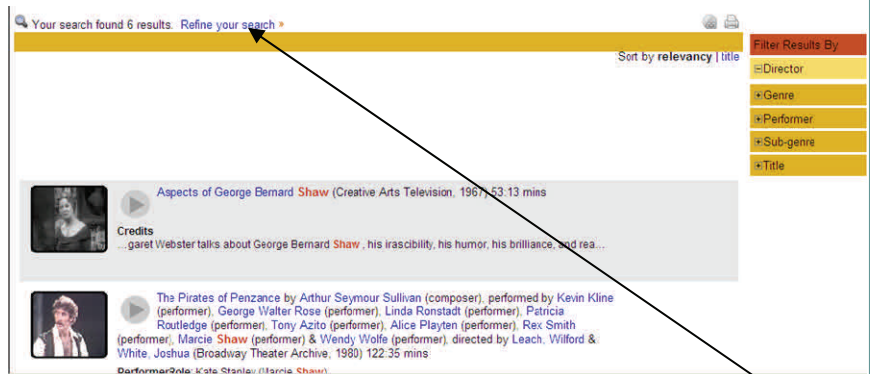 Your search found 6 results. Refine your search »
Sort by relevancy | title
Filter Results By
Director
Genre
Performer
Sub-genre
Title
Aspects of George Bernard Shaw (Creative Arts Television, 1967) 53:13 mins
Credits
...garet Webster talks about George Bernard Shaw , his irascibility, his humor, his brilliance, and rea...
The Pirates of Penzance by Arthur Seymour Sullivan (composer), performed by Kevin Kline
(performer), George Walter Rose (performer), Linda Ronstadt (performer), Patricia
Routledge (performer), Tony Azito (performer), Alice Playten (performer), Rex Smith
(performer), Marcie Shaw (performer) & Wendy Wolfe (performer), directed by Leach, Wilford &
White, Joshua (Broadway Theater Archive, 1980) 122:35 mins
PerformerRole: Kate Stanley (Marcie Shaw)